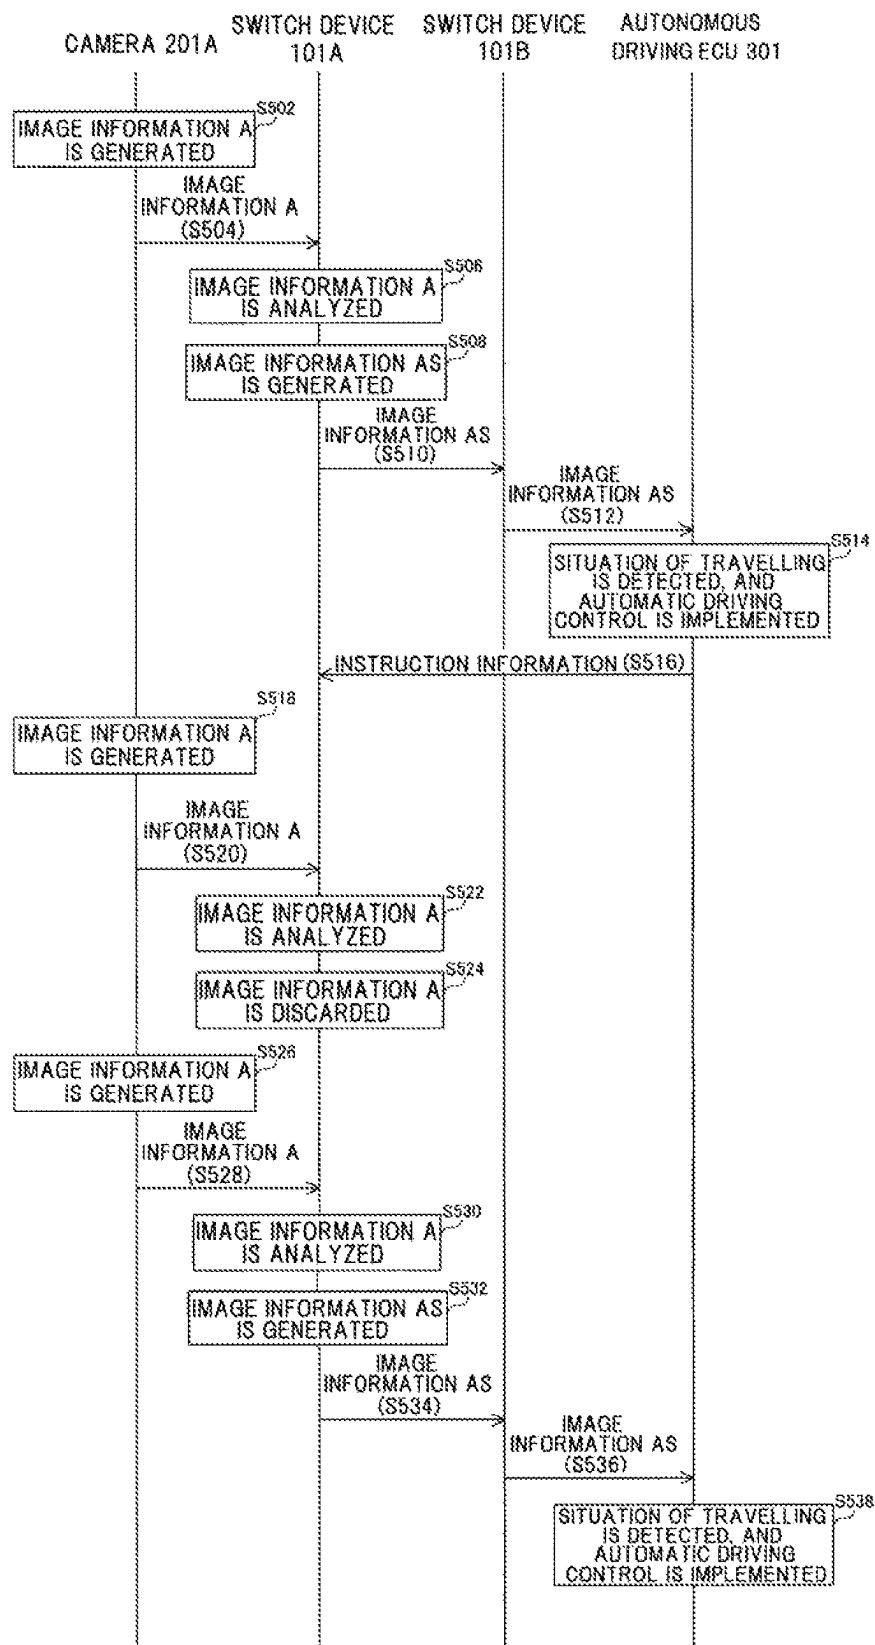 CAMERA 201A
SWITCH DEVICE
101A
SWITCH DEVICE
101B
AUTONOMOUS
DRIVING ECU 301
S502
IMAGE INFORMATION A
IS GENERATED
IMAGE
INFORMATION A
(S504)
S506
IMAGE INFORMATION A
IS ANALYZED
S508
IMAGE INFORMATION AS
IS GENERATED
IMAGE
INFORMATION AS
(S510)
IMAGE
INFORMATION AS
(S512)
S514
SITUATION OF TRAVELLING
IS DETECTED, AND
AUTOMATIC DRIVING
CONTROL IS IMPLEMENTED
INSTRUCTION INFORMATION (S516)
S518
IMAGE INFORMATION A
IS GENERATED
IMAGE
INFORMATION A
(S520)
S522
IMAGE INFORMATION A
IS ANALYZED
S524
IMAGE INFORMATION A
IS DISCARDED
S526
IMAGE INFORMATION A
IS GENERATED
IMAGE
INFORMATION A
(S528)
S530
IMAGE INFORMATION A
IS ANALYZED
S532
IMAGE INFORMATION AS
IS GENERATED
IMAGE
INFORMATION AS
(S534)
IMAGE
INFORMATION AS
(S536)
S538
SITUATION OF TRAVELLING
IS DETECTED, AND
AUTOMATIC DRIVING
CONTROL IS IMPLEMENTED